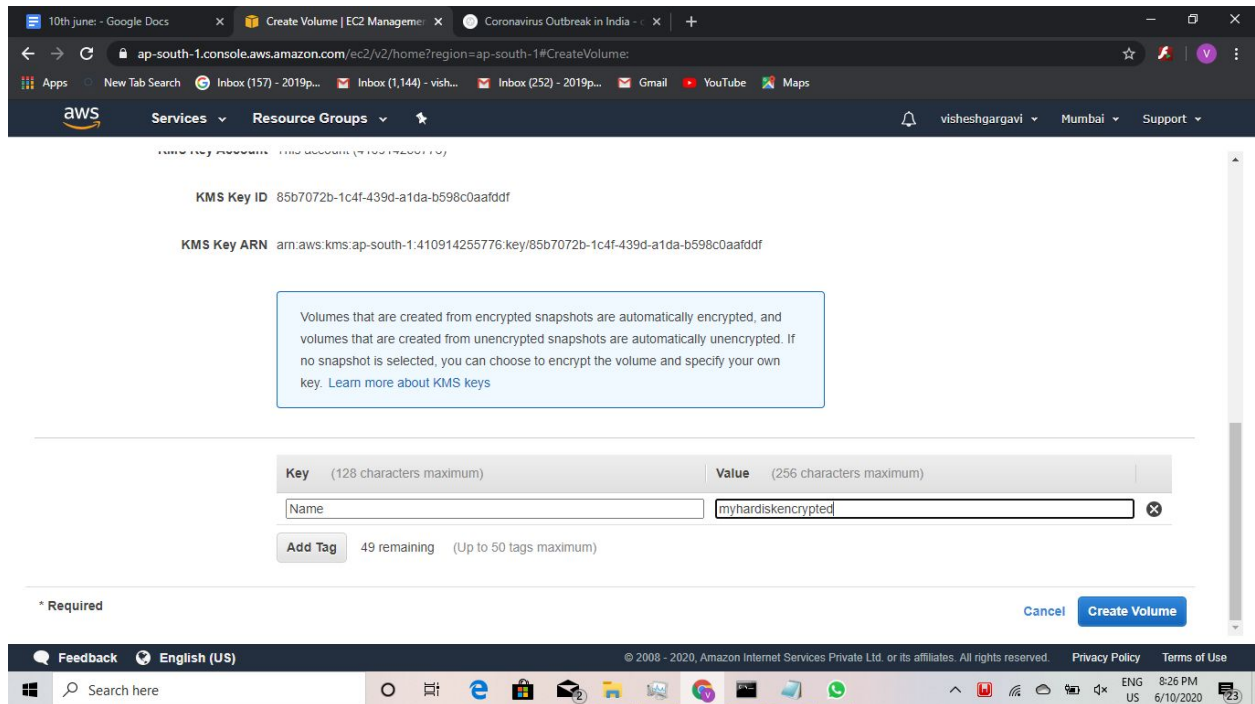 10th june: - Google Docs
Create Volume | EC2 Managemen
Coronavirus Outbreak in India - c
ap-south-1.console.aws.amazon.com/ec2/v2/home?region=ap-south-1#CreateVolume:
Apps New Tab Search Inbox (157) - 2019p... Inbox (1,144) - vish... Inbox (252) - 2019p... Gmail YouTube Maps
aws Services Resource Groups visheshgargavi Mumbai Support
KMS Key Account This account (410914255776)
KMS Key ID 85b7072b-1c4f-439d-a1da-b598c0aafddf
KMS Key ARN arn:aws:kms:ap-south-1:410914255776:key/85b7072b-1c4f-439d-a1da-b598c0aafddf
Volumes that are created from encrypted snapshots are automatically encrypted, and
volumes that are created from unencrypted snapshots are automatically unencrypted. If
no snapshot is selected, you can choose to encrypt the volume and specify your own
key. Learn more about KMS keys
Key (128 characters maximum) Value (256 characters maximum)
Name myhardiskencrypted
Add Tag 49 remaining (Up to 50 tags maximum)
* Required Cancel Create Volume
Feedback English (US) © 2008 - 2020, Amazon Internet Services Private Ltd. or its affiliates. All rights reserved. Privacy Policy Terms of Use
Search here
2
V
ENG 8:26 PM
US 6/10/2020
23